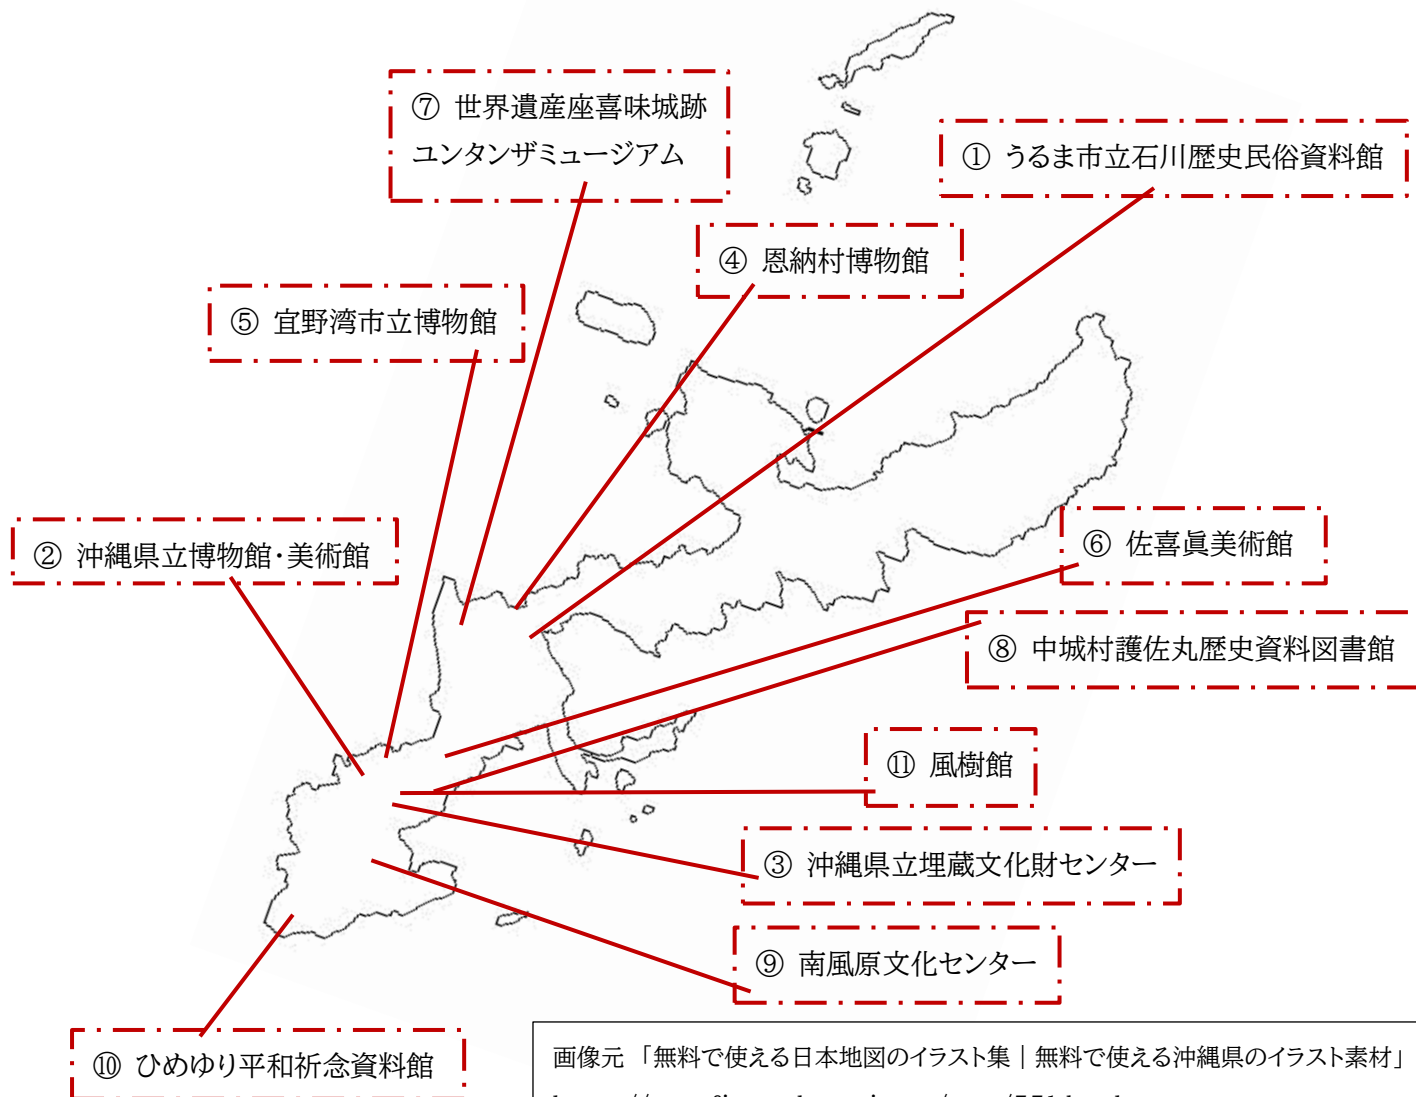 ⑦ 世界遺産座喜味城跡
ユンタンザミュージアム
① うるま市立石川歴史民俗資料館
④ 恩納村博物館
⑤ 宜野湾市立博物館
② 沖縄県立博物館・美術館
⑥ 佐喜眞美術館
⑧ 中城村護佐丸歴史資料図書館
⑪ 風樹館
③ 沖縄県立埋蔵文化財センター
⑨ 南風原文化センター
⑩ ひめゆり平和祈念資料館
画像元 「無料で使える日本地図のイラスト集｜無料で使える沖縄県のイラスト素材」